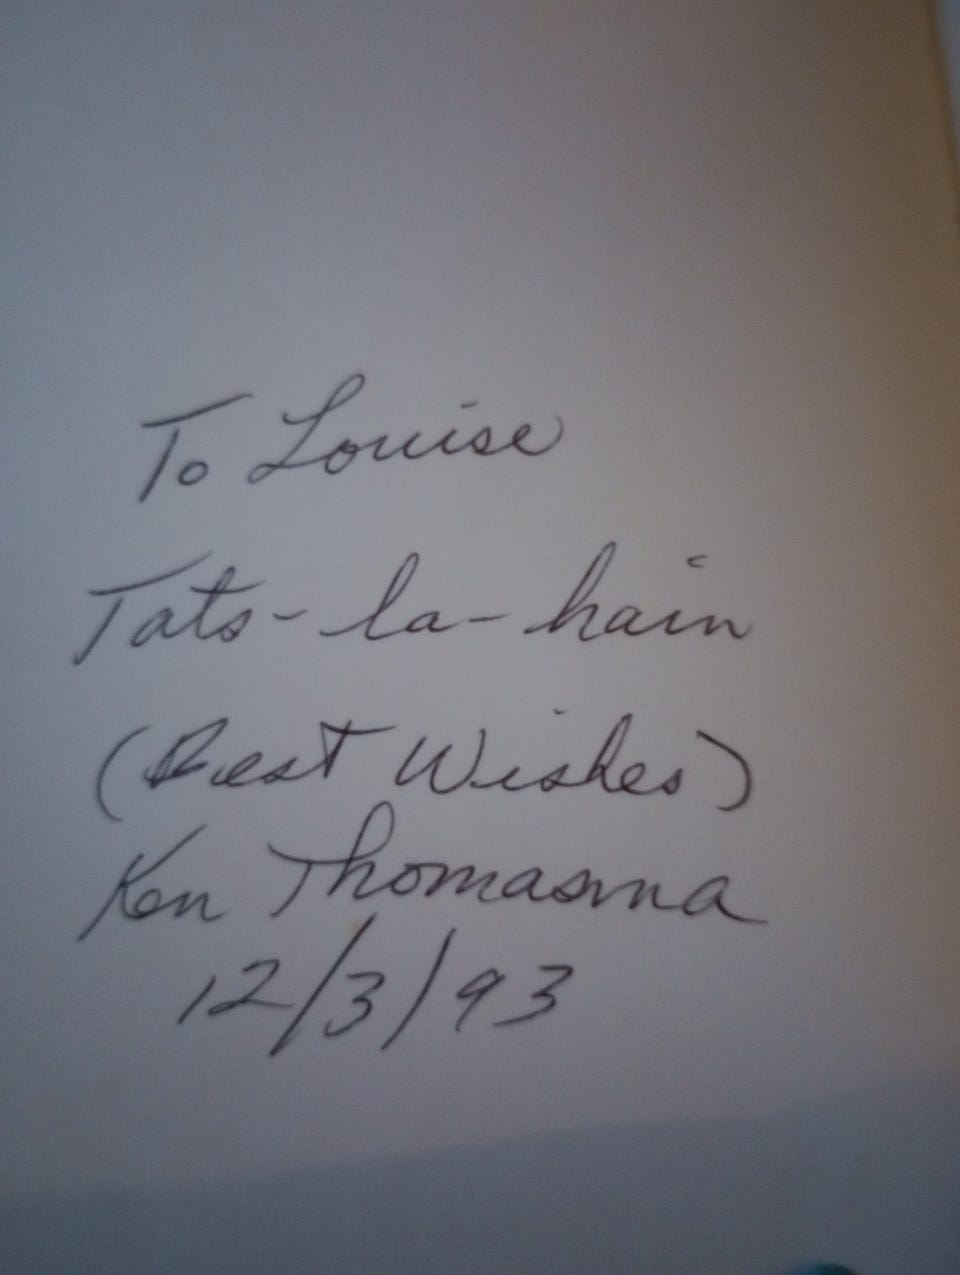 To Louise
Tats-la-hain
(Best Wishes)
Ken Thomasma
12/3/93